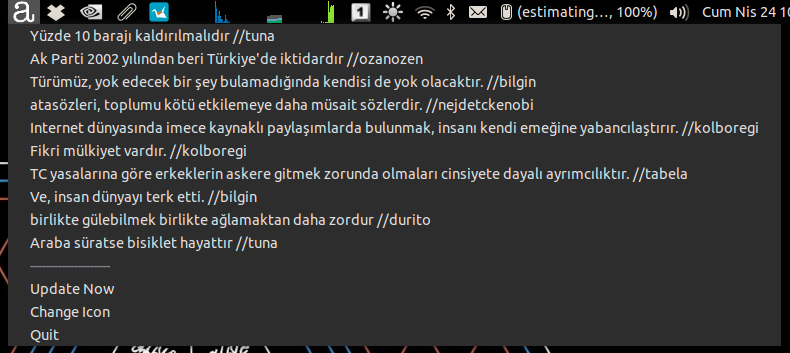 a (estimating..., 100%) Cum Nis 24 10
Yüzde 10 barajı kaldırılmalıdır //tuna
Ak Parti 2002 yılından beri Türkiye'de iktidardır //ozanozen
Türümüz, yok edecek bir şey bulamadığında kendisi de yok olacaktır. //bilgin
atasözleri, toplumu kötü etkilemeye daha müsait sözlerdir. //nejdetckenobi
Internet dünyasında imece kaynaklı paylaşımlarda bulunmak, insanı kendi emeğine yabancılaştırır. //kolboregi
Fikri mülkiyet vardır. //kolboregi
TC yasalarına göre erkeklerin askere gitmek zorunda olmaları cinsiyete dayalı ayrımcılıktır. //tabela
Ve, insan dünyayı terk etti. //bilgin
birlikte gülebilmek birlikte ağlamaktan daha zordur //durito
Araba süratse bisiklet hayattır //tuna
--------------------
Update Now
Change Icon
Quit